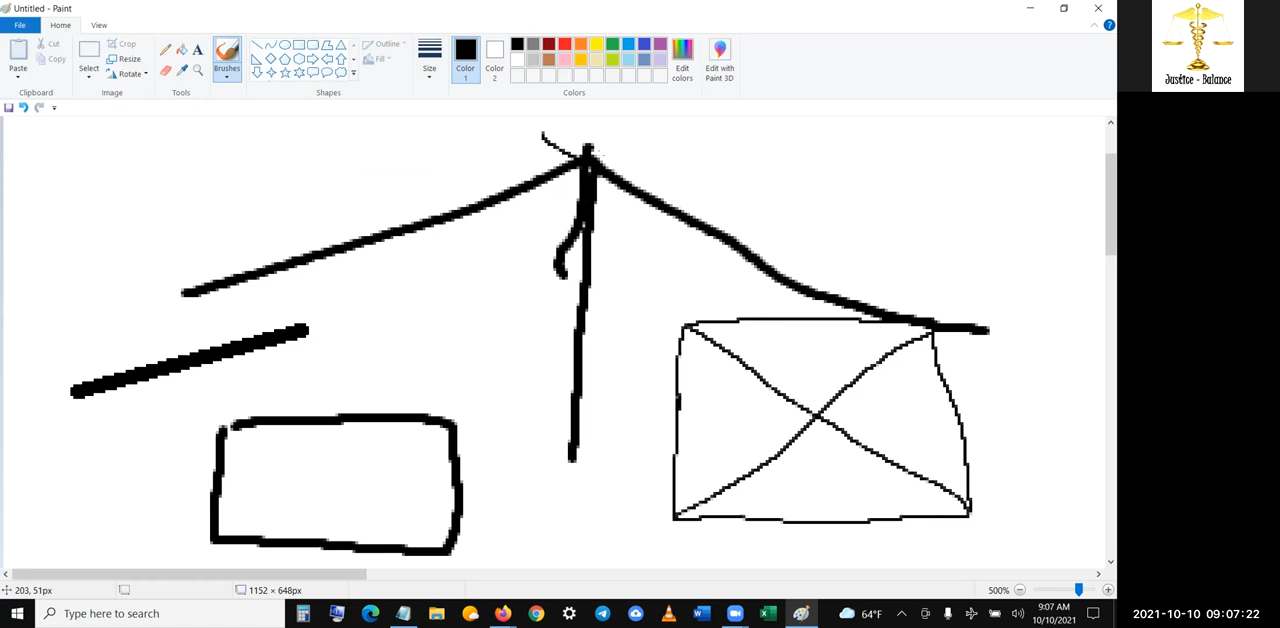 Untitled - Paint
File Home View
Paste
Cut
Copy
Clipboard
Select
Crop
Resize
Rotate
Image
A
Tools
Brushes
Shapes
Outline
Fill
Size
Color 1
Color 2
Colors
Edit colors
Edit with Paint 3D
Justice - Balance
203, 51px
1152 × 648px
500%
Type here to search
64°F
9:07 AM
10/10/2021
2021-10-10 09:07:22